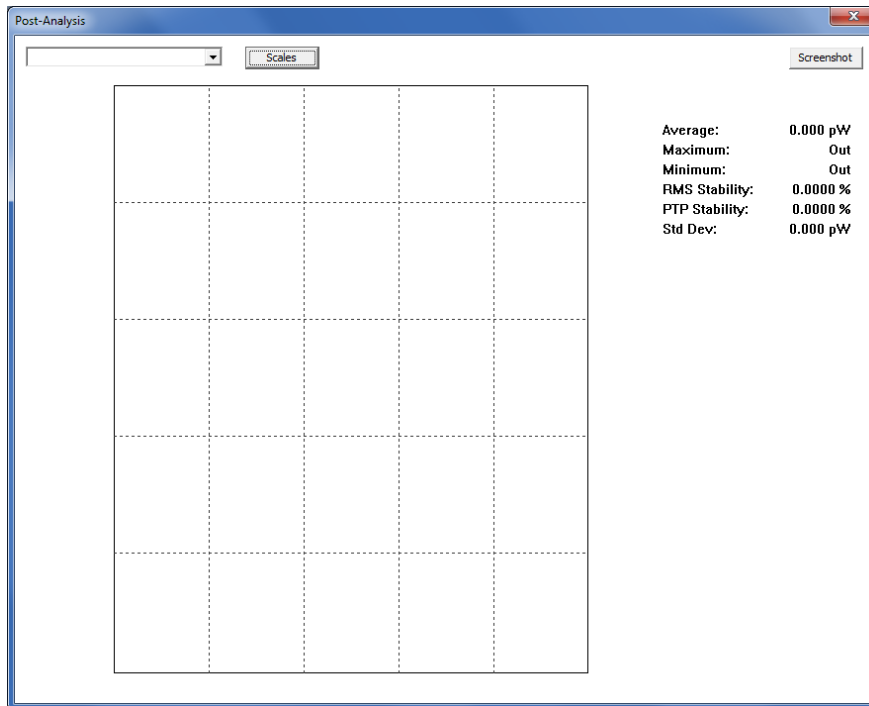 Post-Analysis
Scales
Screenshot
Average: 0.000 pW
Maximum: Out
Minimum: Out
RMS Stability: 0.0000 %
PTP Stability: 0.0000 %
Std Dev: 0.000 pW